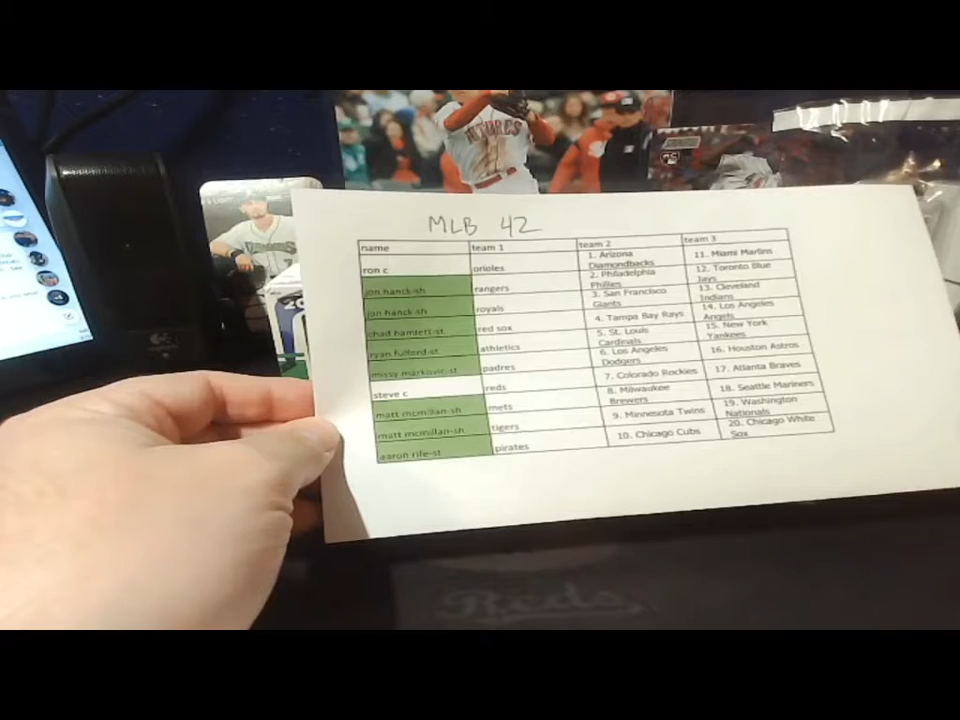 MLB 42
name team 1 team 2 team 3
ron c orioles 1. Arizona Diamondbacks 11. Miami Marlins
jon hanck-sh rangers 2. Philadelphia Phillies 12. Toronto Blue Jays
jon hanck-sh royals 3. San Francisco Giants 13. Cleveland Indians
chad hamlett-st red sox 4. Tampa Bay Rays 14. Los Angeles Angels
ryan fulford-st athletics 5. St. Louis Cardinals 15. New York Yankees
missy markovic-st padres 6. Los Angeles Dodgers 16. Houston Astros
steve c reds 7. Colorado Rockies 17. Atlanta Braves
matt mcmillan-sh mets 8. Milwaukee Brewers 18. Seattle Mariners
matt mcmillan-sh tigers 9. Minnesota Twins 19. Washington Nationals
aaron rife-st pirates 10. Chicago Cubs 20. Chicago White Sox
Reds